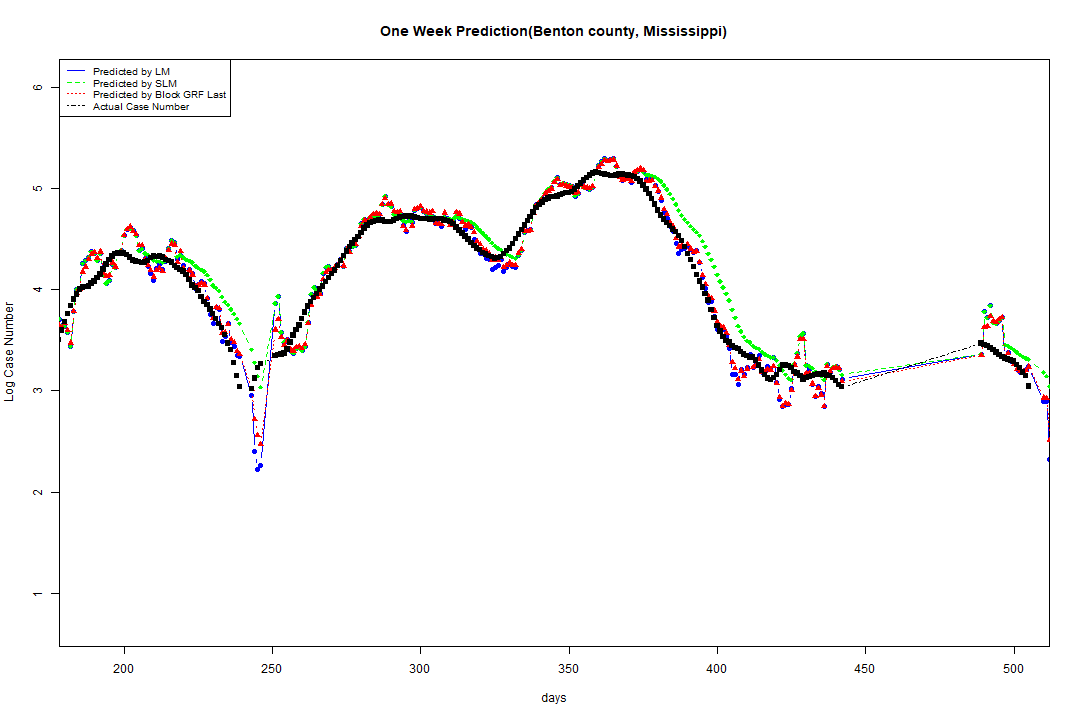 One Week Prediction(Benton county, Mississippi)
Predicted by LM
Predicted by SLM
Predicted by Block GRF Last
Actual Case Number
6
5
4
3
2
1
Log Case Number
200 250 300 350 400 450 500
days